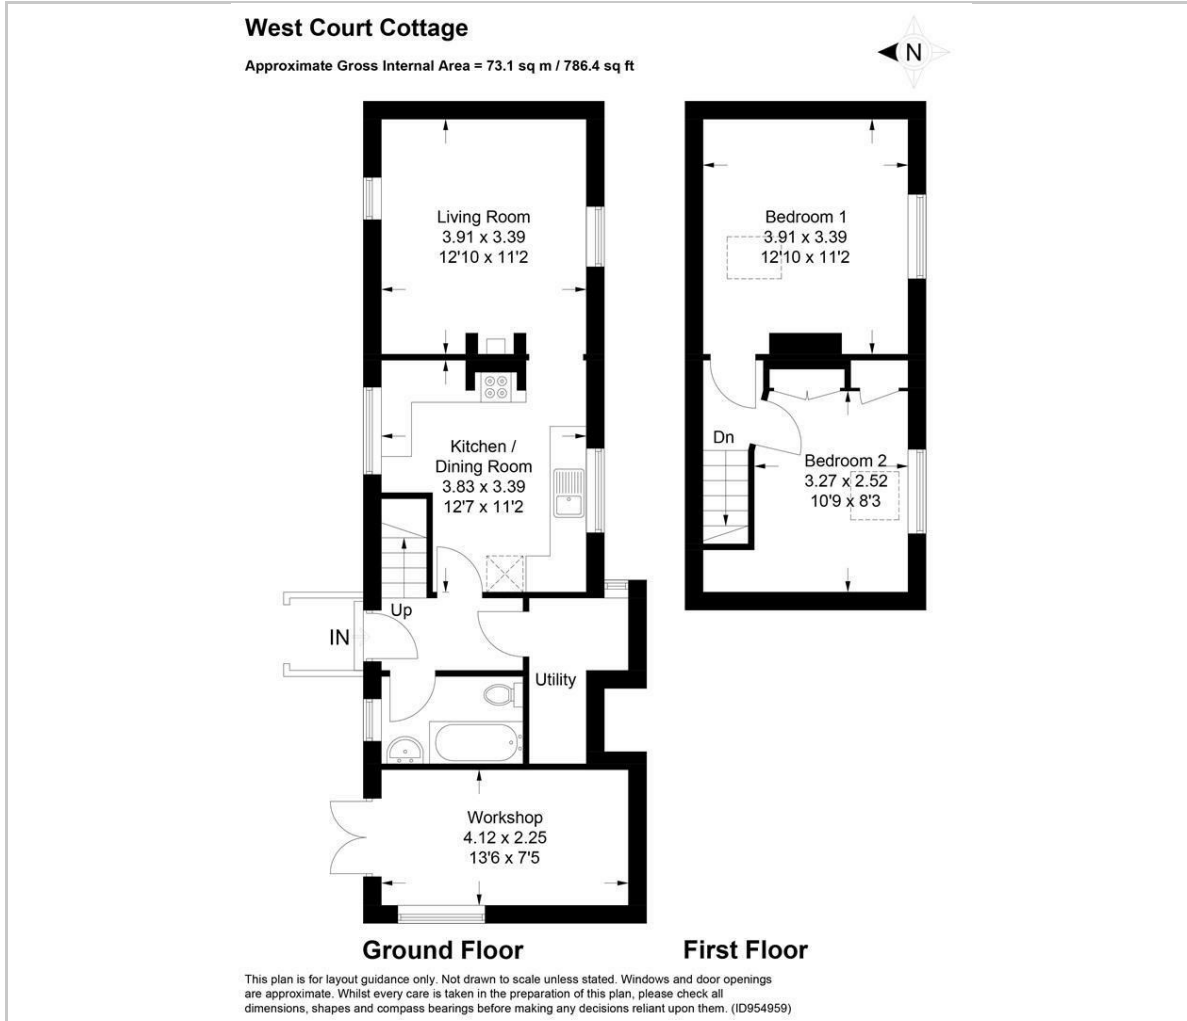 West Court Cottage
Approximate Gross Internal Area = 73.1 sq m / 786.4 sq ft
N
Living Room
3.91 x 3.39
12'10 x 11'2
Kitchen /
Dining Room
3.83 x 3.39
12'7 x 11'2
Up
IN
Utility
Workshop
4.12 x 2.25
13'6 x 7'5
Ground Floor
Bedroom 1
3.91 x 3.39
12'10 x 11'2
Dn
Bedroom 2
3.27 x 2.52
10'9 x 8'3
First Floor
This plan is for layout guidance only. Not drawn to scale unless stated. Windows and door openings
are approximate. Whilst every care is taken in the preparation of this plan, please check all
dimensions, shapes and compass bearings before making any decisions reliant upon them. (ID954959)